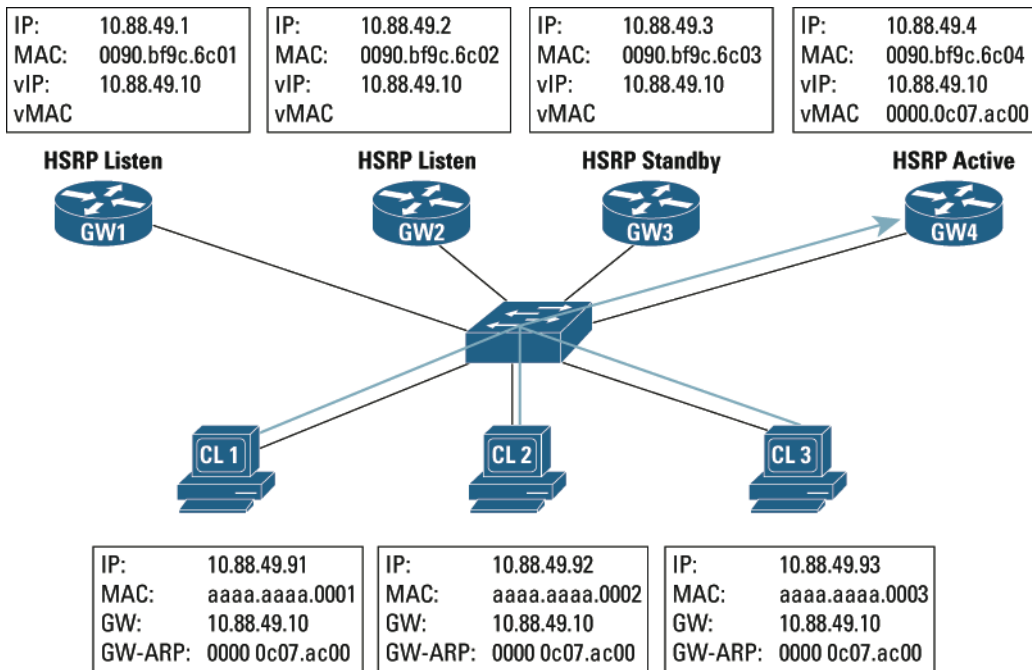 IP: 10.88.49.1
MAC: 0090.bf9c.6c01
vIP: 10.88.49.10
vMAC
IP: 10.88.49.2
MAC: 0090.bf9c.6c02
vIP: 10.88.49.10
vMAC
IP: 10.88.49.3
MAC: 0090.bf9c.6c03
vIP: 10.88.49.10
vMAC
IP: 10.88.49.4
MAC: 0090.bf9c.6c04
vIP: 10.88.49.10
vMAC 0000.0c07.ac00
HSRP Listen
HSRP Listen
HSRP Standby
HSRP Active
GW1
GW2
GW3
GW4
CL 1
CL 2
CL 3
IP: 10.88.49.91
MAC: aaaa.aaaa.0001
GW: 10.88.49.10
GW-ARP: 0000 0c07.ac00
IP: 10.88.49.92
MAC: aaaa.aaaa.0002
GW: 10.88.49.10
GW-ARP: 0000 0c07.ac00
IP: 10.88.49.93
MAC: aaaa.aaaa.0003
GW: 10.88.49.10
GW-ARP: 0000 0c07.ac00